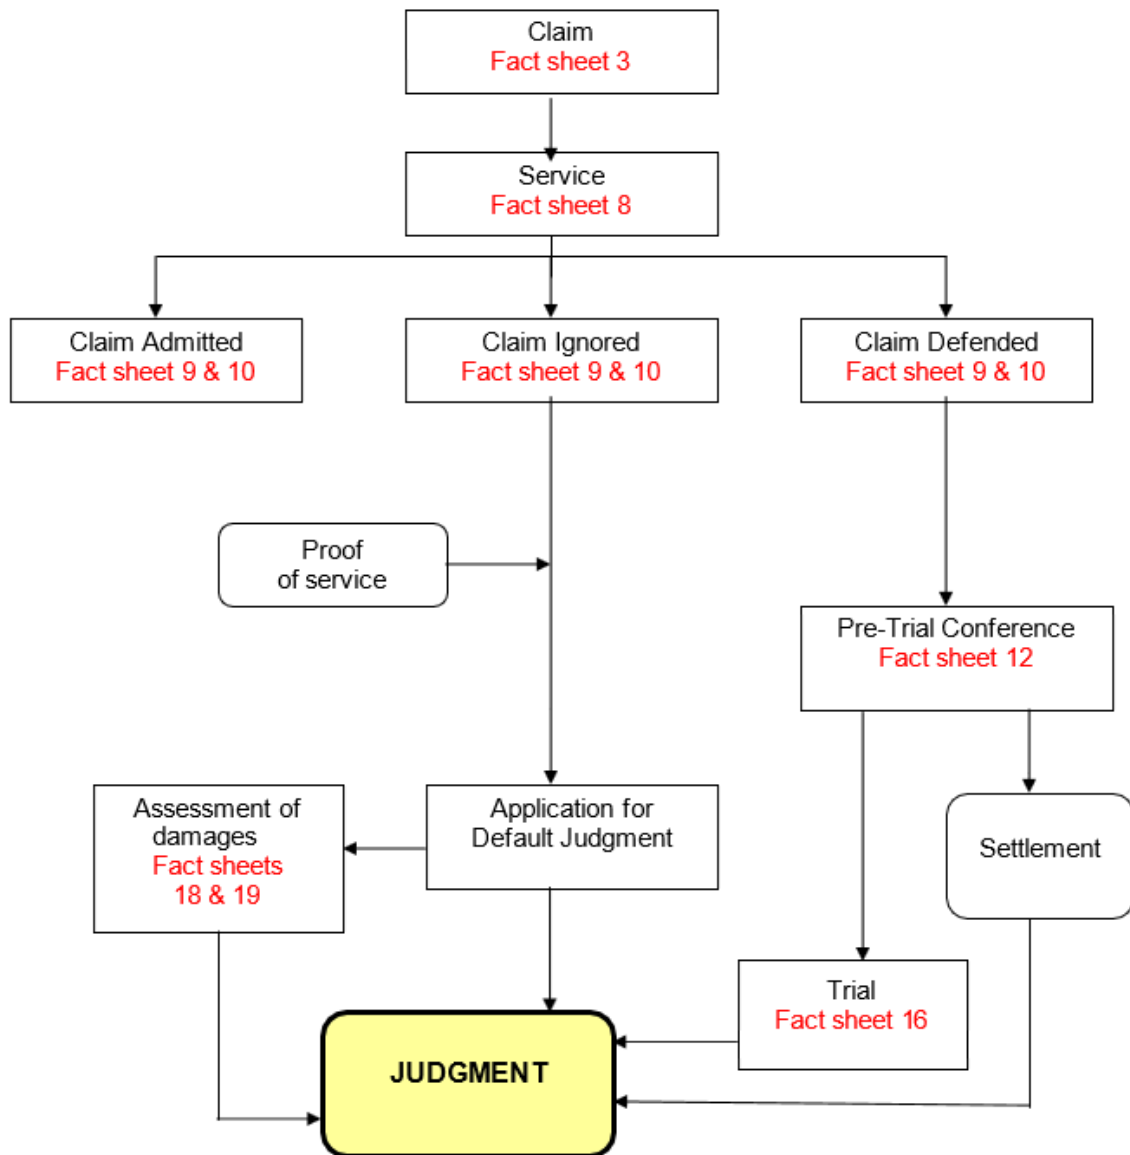 Claim
Fact sheet 3
Service
Fact sheet 8
Claim Admitted
Fact sheet 9 & 10
Claim Ignored
Fact sheet 9 & 10
Claim Defended
Fact sheet 9 & 10
Proof
of service
Pre-Trial Conference
Fact sheet 12
Assessment of
damages
Fact sheets
18 & 19
Application for
Default Judgment
Settlement
Trial
Fact sheet 16
JUDGMENT